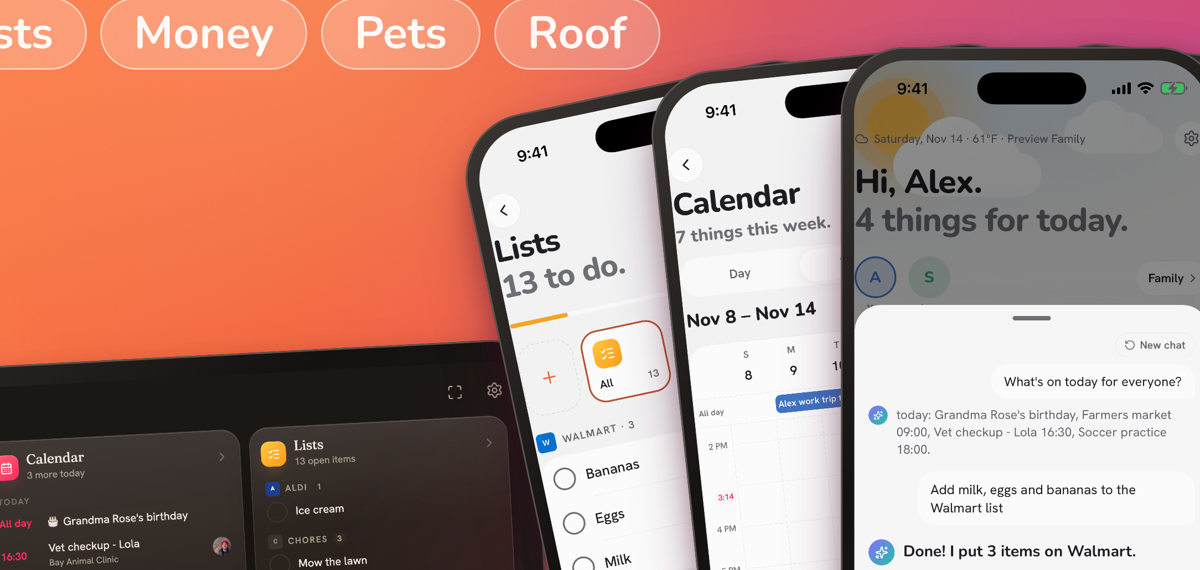 sts
Money
Pets
Roof
9:41
Lists
13 to do.
All
13
W
WALMART · 3
Bananas
Eggs
Milk
9:41
Calendar
7 things this week.
Day
Nov 8 – Nov 14
S
M
T
8
9
All day
Alex work trip
2 PM
3:14
4 PM
9:41
Saturday, Nov 14 · 61°F · Preview Family
Hi, Alex.
4 things for today.
A
S
Family
New chat
What's on today for everyone?
today: Grandma Rose's birthday, Farmers market
09:00, Vet checkup - Lola 16:30, Soccer practice
18:00.
Add milk, eggs and bananas to the
Walmart list
Done! I put 3 items on Walmart.
Calendar
3 more today
TODAY
All day
Grandma Rose's birthday
16:30
Vet checkup - Lola
Bay Animal Clinic
Lists
13 open items
A
ALDI 1
Ice cream
C
CHORES 3
Mow the lawn